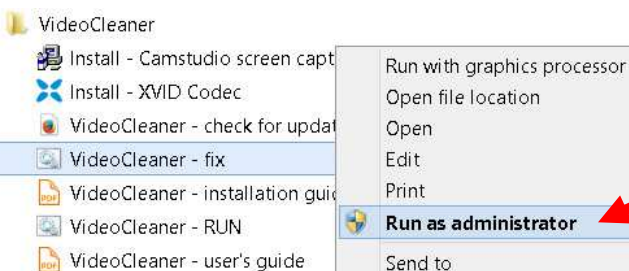 VideoCleaner
Install - Camstudio screen capt
Install - XVID Codec
VideoCleaner - check for updat
VideoCleaner - fix
VideoCleaner - installation guid
VideoCleaner - RUN
VideoCleaner - user's guide
Run with graphics processor
Open file location
Open
Edit
Print
Run as administrator
Send to